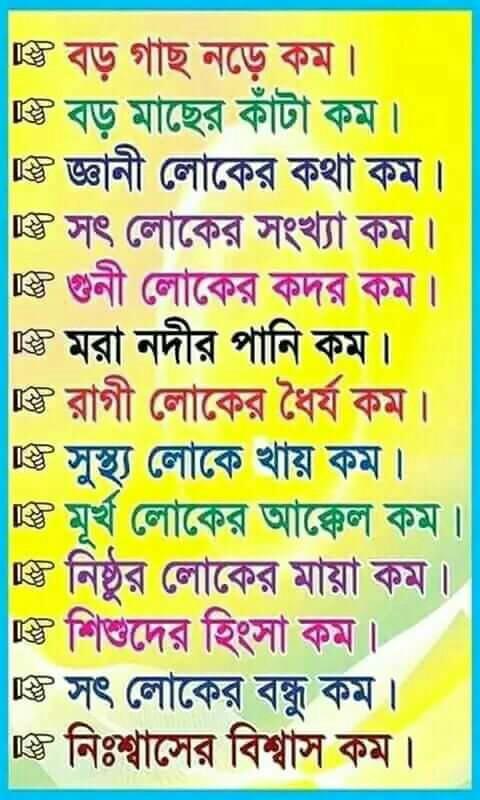 বড় গাছ নড়ে কম।
বড় মাছের কাঁটা কম।
জ্ঞানী লোকের কথা কম।
সৎ লোকের সংখ্যা কম।
গুনী লোকের কদর কম।
মরা নদীর পানি কম।
রাগী লোকের ধৈর্য কম।
সুস্থ্য লোকে খায় কম।
মূর্খ লোকের আক্কেল কম।
নিষ্ঠুর লোকের মায়া কম।
শিশুদের হিংসা কম।
সৎ লোকের বন্ধু কম।
নিঃশ্বাসের বিশ্বাস কম।